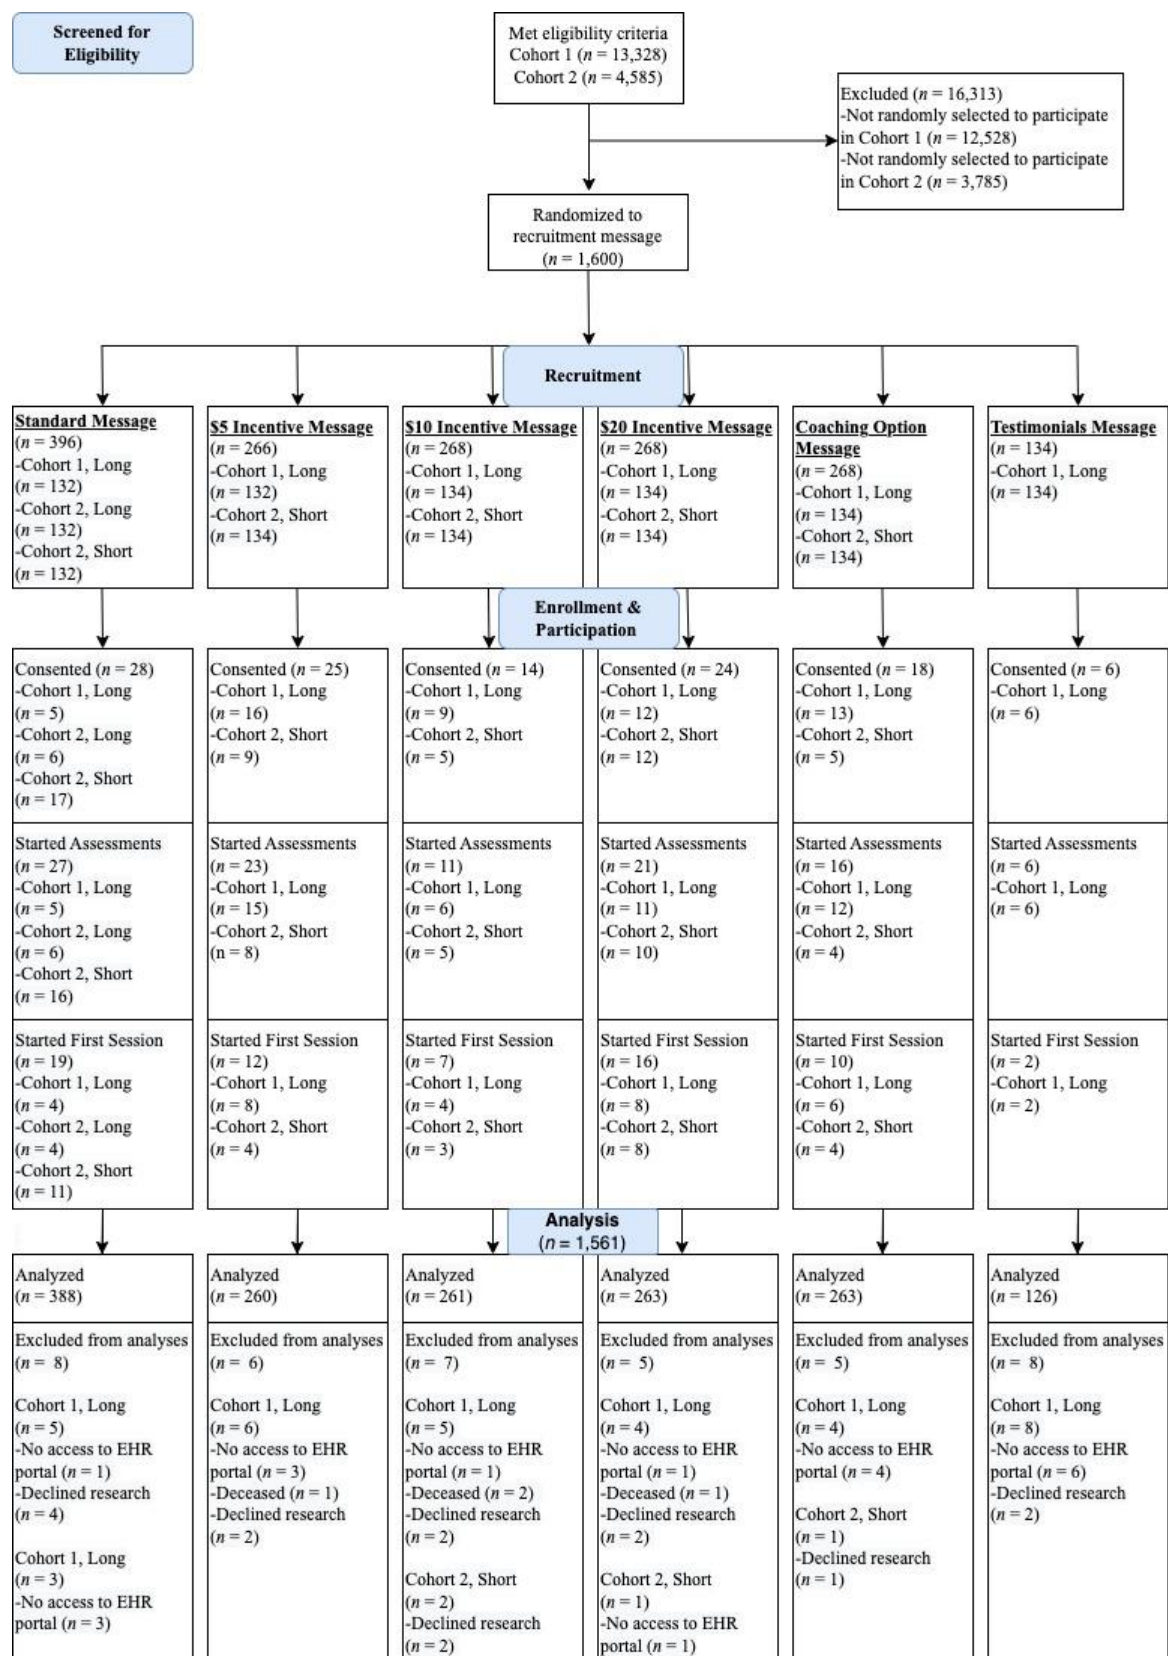 Screened for
Eligibility
Met eligibility criteria
Cohort 1 (n = 13,328)
Cohort 2 (n = 4,585)
Excluded (n = 16,313)
-Not randomly selected to participate
in Cohort 1 (n = 12,528)
-Not randomly selected to participate
in Cohort 2 (n = 3,785)
Randomized to
recruitment message
(n = 1,600)
Recruitment
Standard Message
(n = 396)
-Cohort 1, Long
(n = 132)
-Cohort 2, Long
(n = 132)
-Cohort 2, Short
(n = 132)
$5 Incentive Message
(n = 266)
-Cohort 1, Long
(n = 132)
-Cohort 2, Short
(n = 134)
$10 Incentive Message
(n = 268)
-Cohort 1, Long
(n = 134)
-Cohort 2, Short
(n = 134)
$20 Incentive Message
(n = 268)
-Cohort 1, Long
(n = 134)
-Cohort 2, Short
(n = 134)
Coaching Option
Message
(n = 268)
-Cohort 1, Long
(n = 134)
-Cohort 2, Short
(n = 134)
Testimonials Message
(n = 134)
-Cohort 1, Long
(n = 134)
Enrollment &
Participation
Consented (n = 28)
-Cohort 1, Long
(n = 5)
-Cohort 2, Long
(n = 6)
-Cohort 2, Short
(n = 17)
Consented (n = 25)
-Cohort 1, Long
(n = 16)
-Cohort 2, Short
(n = 9)
Consented (n = 14)
-Cohort 1, Long
(n = 9)
-Cohort 2, Short
(n = 5)
Consented (n = 24)
-Cohort 1, Long
(n = 12)
-Cohort 2, Short
(n = 12)
Consented (n = 18)
-Cohort 1, Long
(n = 13)
-Cohort 2, Short
(n = 5)
Consented (n = 6)
-Cohort 1, Long
(n = 6)
Started Assessments
(n = 27)
-Cohort 1, Long
(n = 5)
-Cohort 2, Long
(n = 6)
-Cohort 2, Short
(n = 16)
Started Assessments
(n = 23)
-Cohort 1, Long
(n = 15)
-Cohort 2, Short
(n = 8)
Started Assessments
(n = 11)
-Cohort 1, Long
(n = 6)
-Cohort 2, Short
(n = 5)
Started Assessments
(n = 21)
-Cohort 1, Long
(n = 11)
-Cohort 2, Short
(n = 10)
Started Assessments
(n = 16)
-Cohort 1, Long
(n = 12)
-Cohort 2, Short
(n = 4)
Started Assessments
(n = 6)
-Cohort 1, Long
(n = 6)
Started First Session
(n = 19)
-Cohort 1, Long
(n = 4)
-Cohort 2, Long
(n = 4)
-Cohort 2, Short
(n = 11)
Started First Session
(n = 12)
-Cohort 1, Long
(n = 8)
-Cohort 2, Short
(n = 4)
Started First Session
(n = 7)
-Cohort 1, Long
(n = 4)
-Cohort 2, Short
(n = 3)
Started First Session
(n = 16)
-Cohort 1, Long
(n = 8)
-Cohort 2, Short
(n = 8)
Started First Session
(n = 10)
-Cohort 1, Long
(n = 6)
-Cohort 2, Short
(n = 4)
Started First Session
(n = 2)
-Cohort 1, Long
(n = 2)
Analysis
(n = 1,561)
Analyzed
(n = 388)
Analyzed
(n = 260)
Analyzed
(n = 261)
Analyzed
(n = 263)
Analyzed
(n = 263)
Analyzed
(n = 126)
Excluded from analyses
(n = 8)
Cohort 1, Long
(n = 5)
-No access to EHR
portal (n = 1)
-Declined research
(n = 4)
Cohort 1, Long
(n = 3)
-No access to EHR
portal (n = 3)
Excluded from analyses
(n = 6)
Cohort 1, Long
(n = 6)
-No access to EHR
portal (n = 3)
-Deceased (n = 1)
-Declined research
(n = 2)
Excluded from analyses
(n = 7)
Cohort 1, Long
(n = 5)
-No access to EHR
portal (n = 1)
-Deceased (n = 2)
-Declined research
(n = 2)
Cohort 2, Short
(n = 2)
-Declined research
(n = 2)
Excluded from analyses
(n = 5)
Cohort 1, Long
(n = 4)
-No access to EHR
portal (n = 1)
-Deceased (n = 1)
-Declined research
(n = 2)
Cohort 2, Short
(n = 1)
-No access to EHR
portal (n = 1)
Excluded from analyses
(n = 5)
Cohort 1, Long
(n = 4)
-No access to EHR
portal (n = 4)
Cohort 2, Short
(n = 1)
-Declined research
(n = 1)
Excluded from analyses
(n = 8)
Cohort 1, Long
(n = 8)
-No access to EHR
portal (n = 6)
-Declined research
(n = 2)